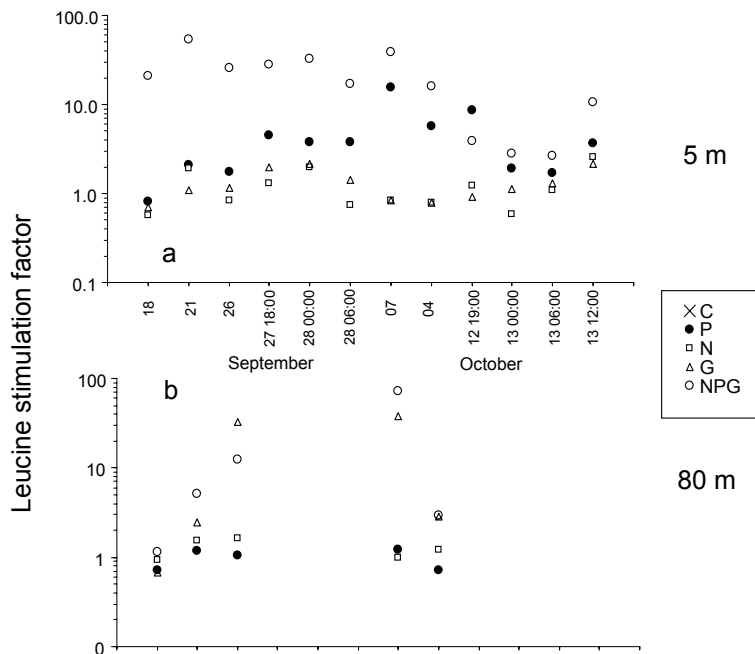 Leucine stimulation factor
100.0
10.0
1.0
0.1
a
5 m
18
21
26
27 18:00
28 00:00
28 06:00
07
04
12 19:00
13 00:00
13 06:00
13 12:00
September
October
C
P
N
G
NPG
b
100
10
1
0
80 m